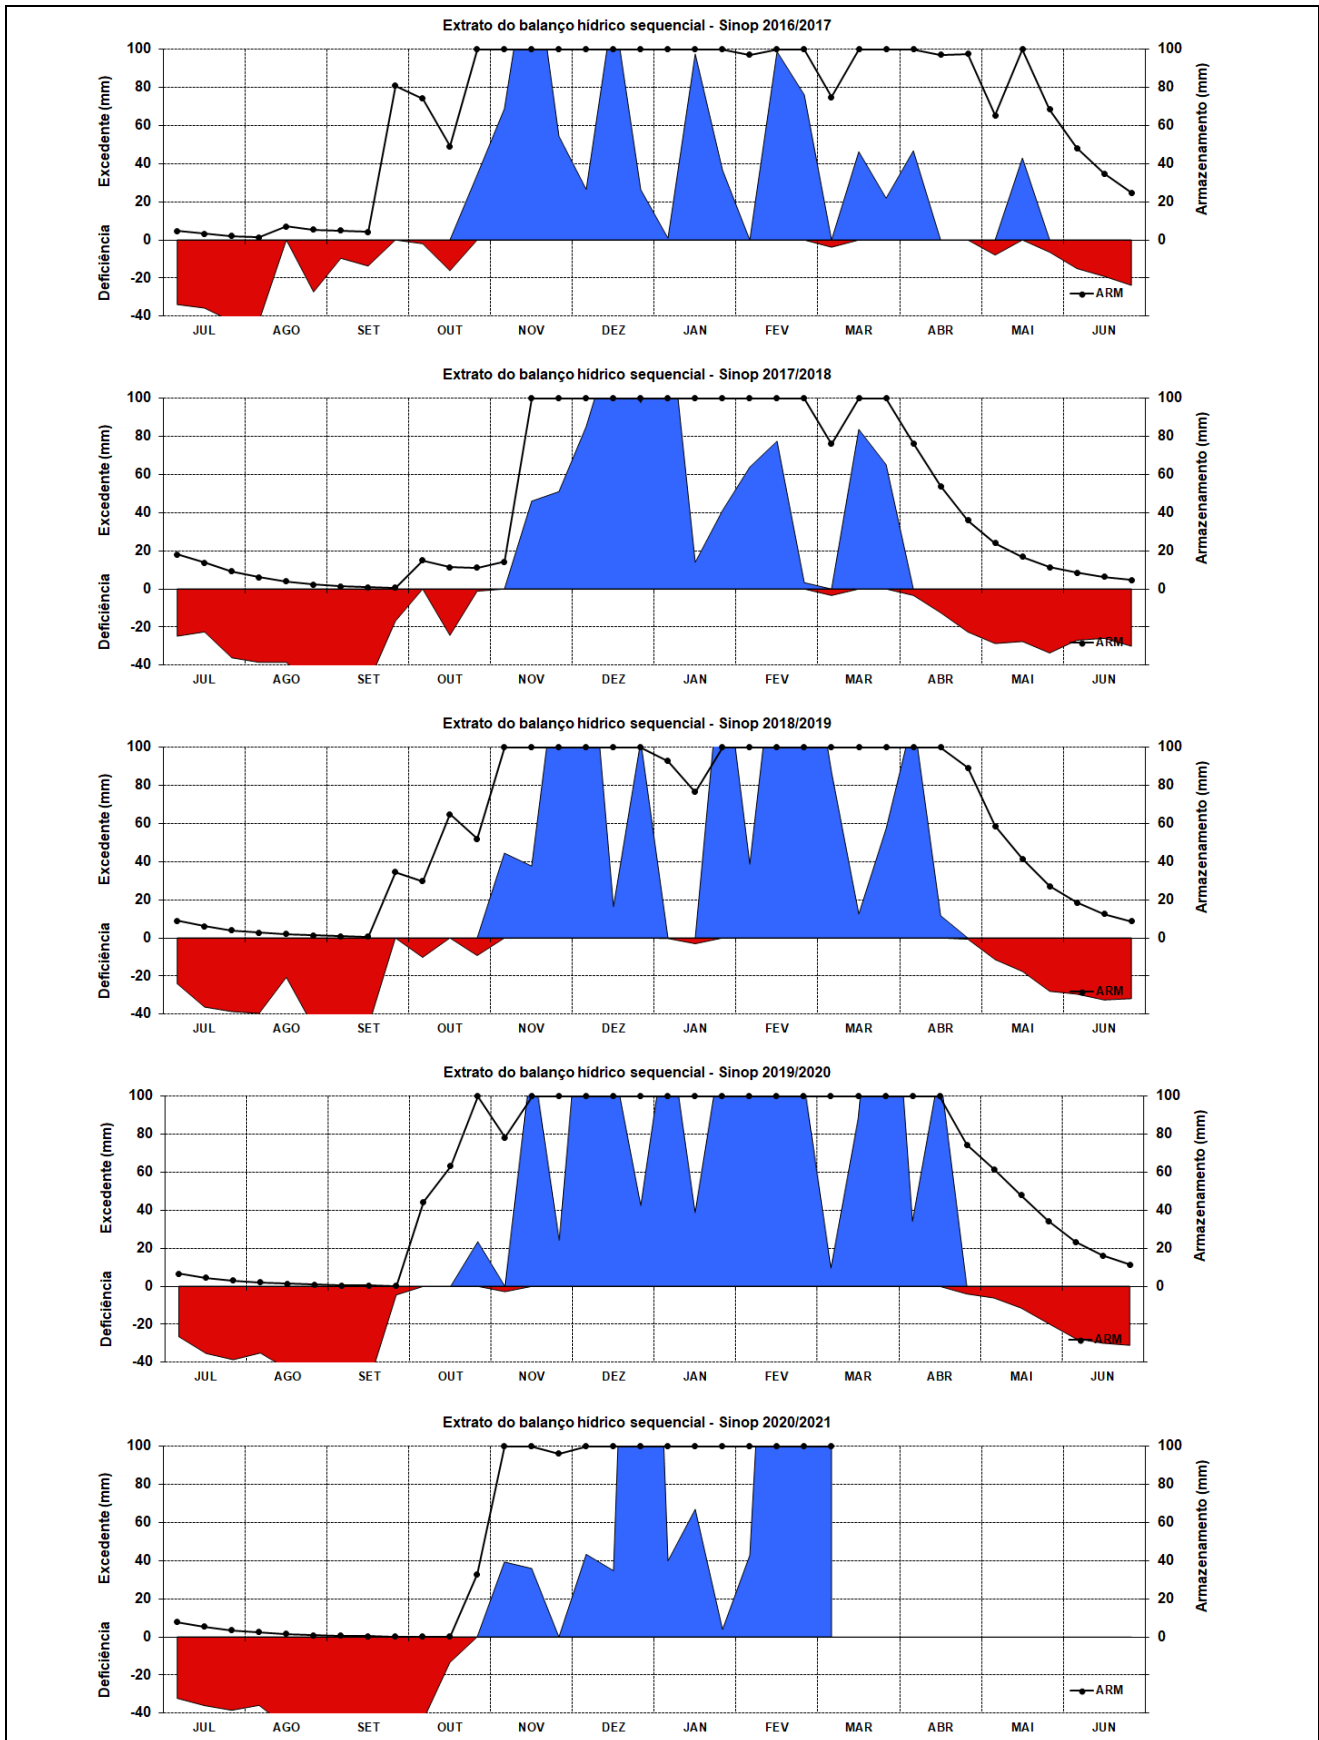 Extrato do balanço hídrico sequencial - Sinop 2016/2017
100 100
80 80
60 60
40 40
20 20
0 0
-20
-40
Excedente (mm)
Deficiência
Armazenamento (mm)
ARM
JUL AGO SET OUT NOV DEZ JAN FEV MAR ABR MAI JUN
Extrato do balanço hídrico sequencial - Sinop 2017/2018
100 100
80 80
60 60
40 40
20 20
0 0
-20
-40
Excedente (mm)
Deficiência
Armazenamento (mm)
ARM
JUL AGO SET OUT NOV DEZ JAN FEV MAR ABR MAI JUN
Extrato do balanço hídrico sequencial - Sinop 2018/2019
100 100
80 80
60 60
40 40
20 20
0 0
-20
-40
Excedente (mm)
Deficiência
Armazenamento (mm)
ARM
JUL AGO SET OUT NOV DEZ JAN FEV MAR ABR MAI JUN
Extrato do balanço hídrico sequencial - Sinop 2019/2020
100 100
80 80
60 60
40 40
20 20
0 0
-20
-40
Excedente (mm)
Deficiência
Armazenamento (mm)
ARM
JUL AGO SET OUT NOV DEZ JAN FEV MAR ABR MAI JUN
Extrato do balanço hídrico sequencial - Sinop 2020/2021
100 100
80 80
60 60
40 40
20 20
0 0
-20
-40
Excedente (mm)
Deficiência
Armazenamento (mm)
ARM
JUL AGO SET OUT NOV DEZ JAN FEV MAR ABR MAI JUN